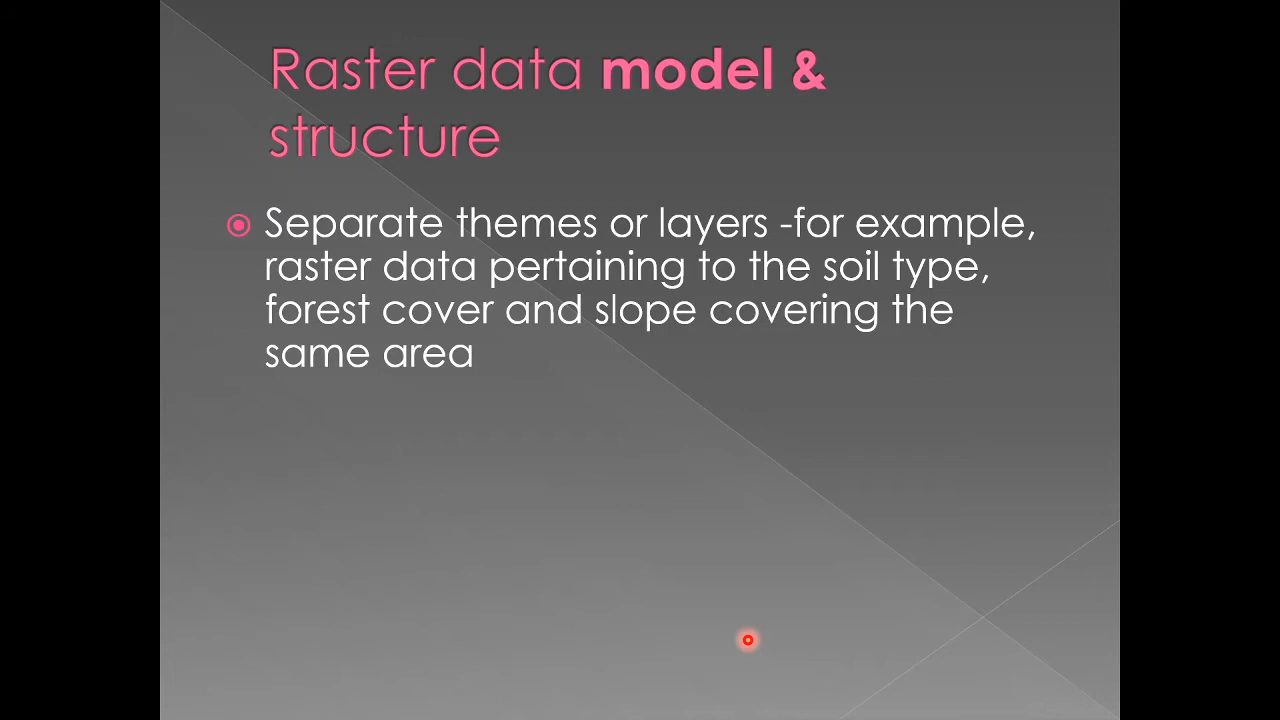 Raster data model &
structure
Separate themes or layers -for example,
raster data pertaining to the soil type,
forest cover and slope covering the
same area